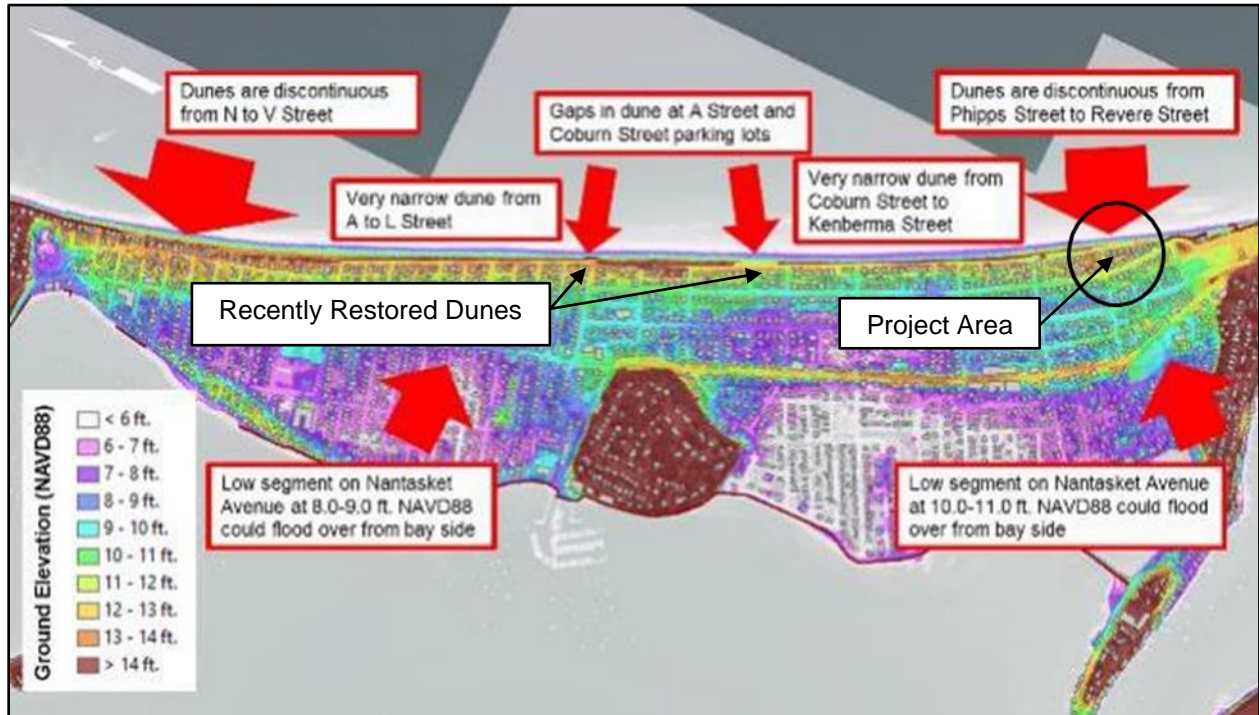 Dunes are discontinuous
from N to V Street
Gaps in dune at A Street and
Coburn Street parking lots
Dunes are discontinuous from
Phipps Street to Revere Street
Very narrow dune from
A to L Street
Very narrow dune from
Coburn Street to
Kenberma Street
Recently Restored Dunes
Project Area
Ground Elevation (NAVD88)
< 6 ft.
6 - 7 ft.
7 - 8 ft.
8 - 9 ft.
9 - 10 ft.
10 - 11 ft.
11 - 12 ft.
12 - 13 ft.
13 - 14 ft.
> 14 ft.
Low segment on Nantasket
Avenue at 8.0-9.0 ft. NAVD88
could flood over from bay side
Low segment on Nantasket Avenue
at 10.0-11.0 ft. NAVD88 could flood
over from bay side